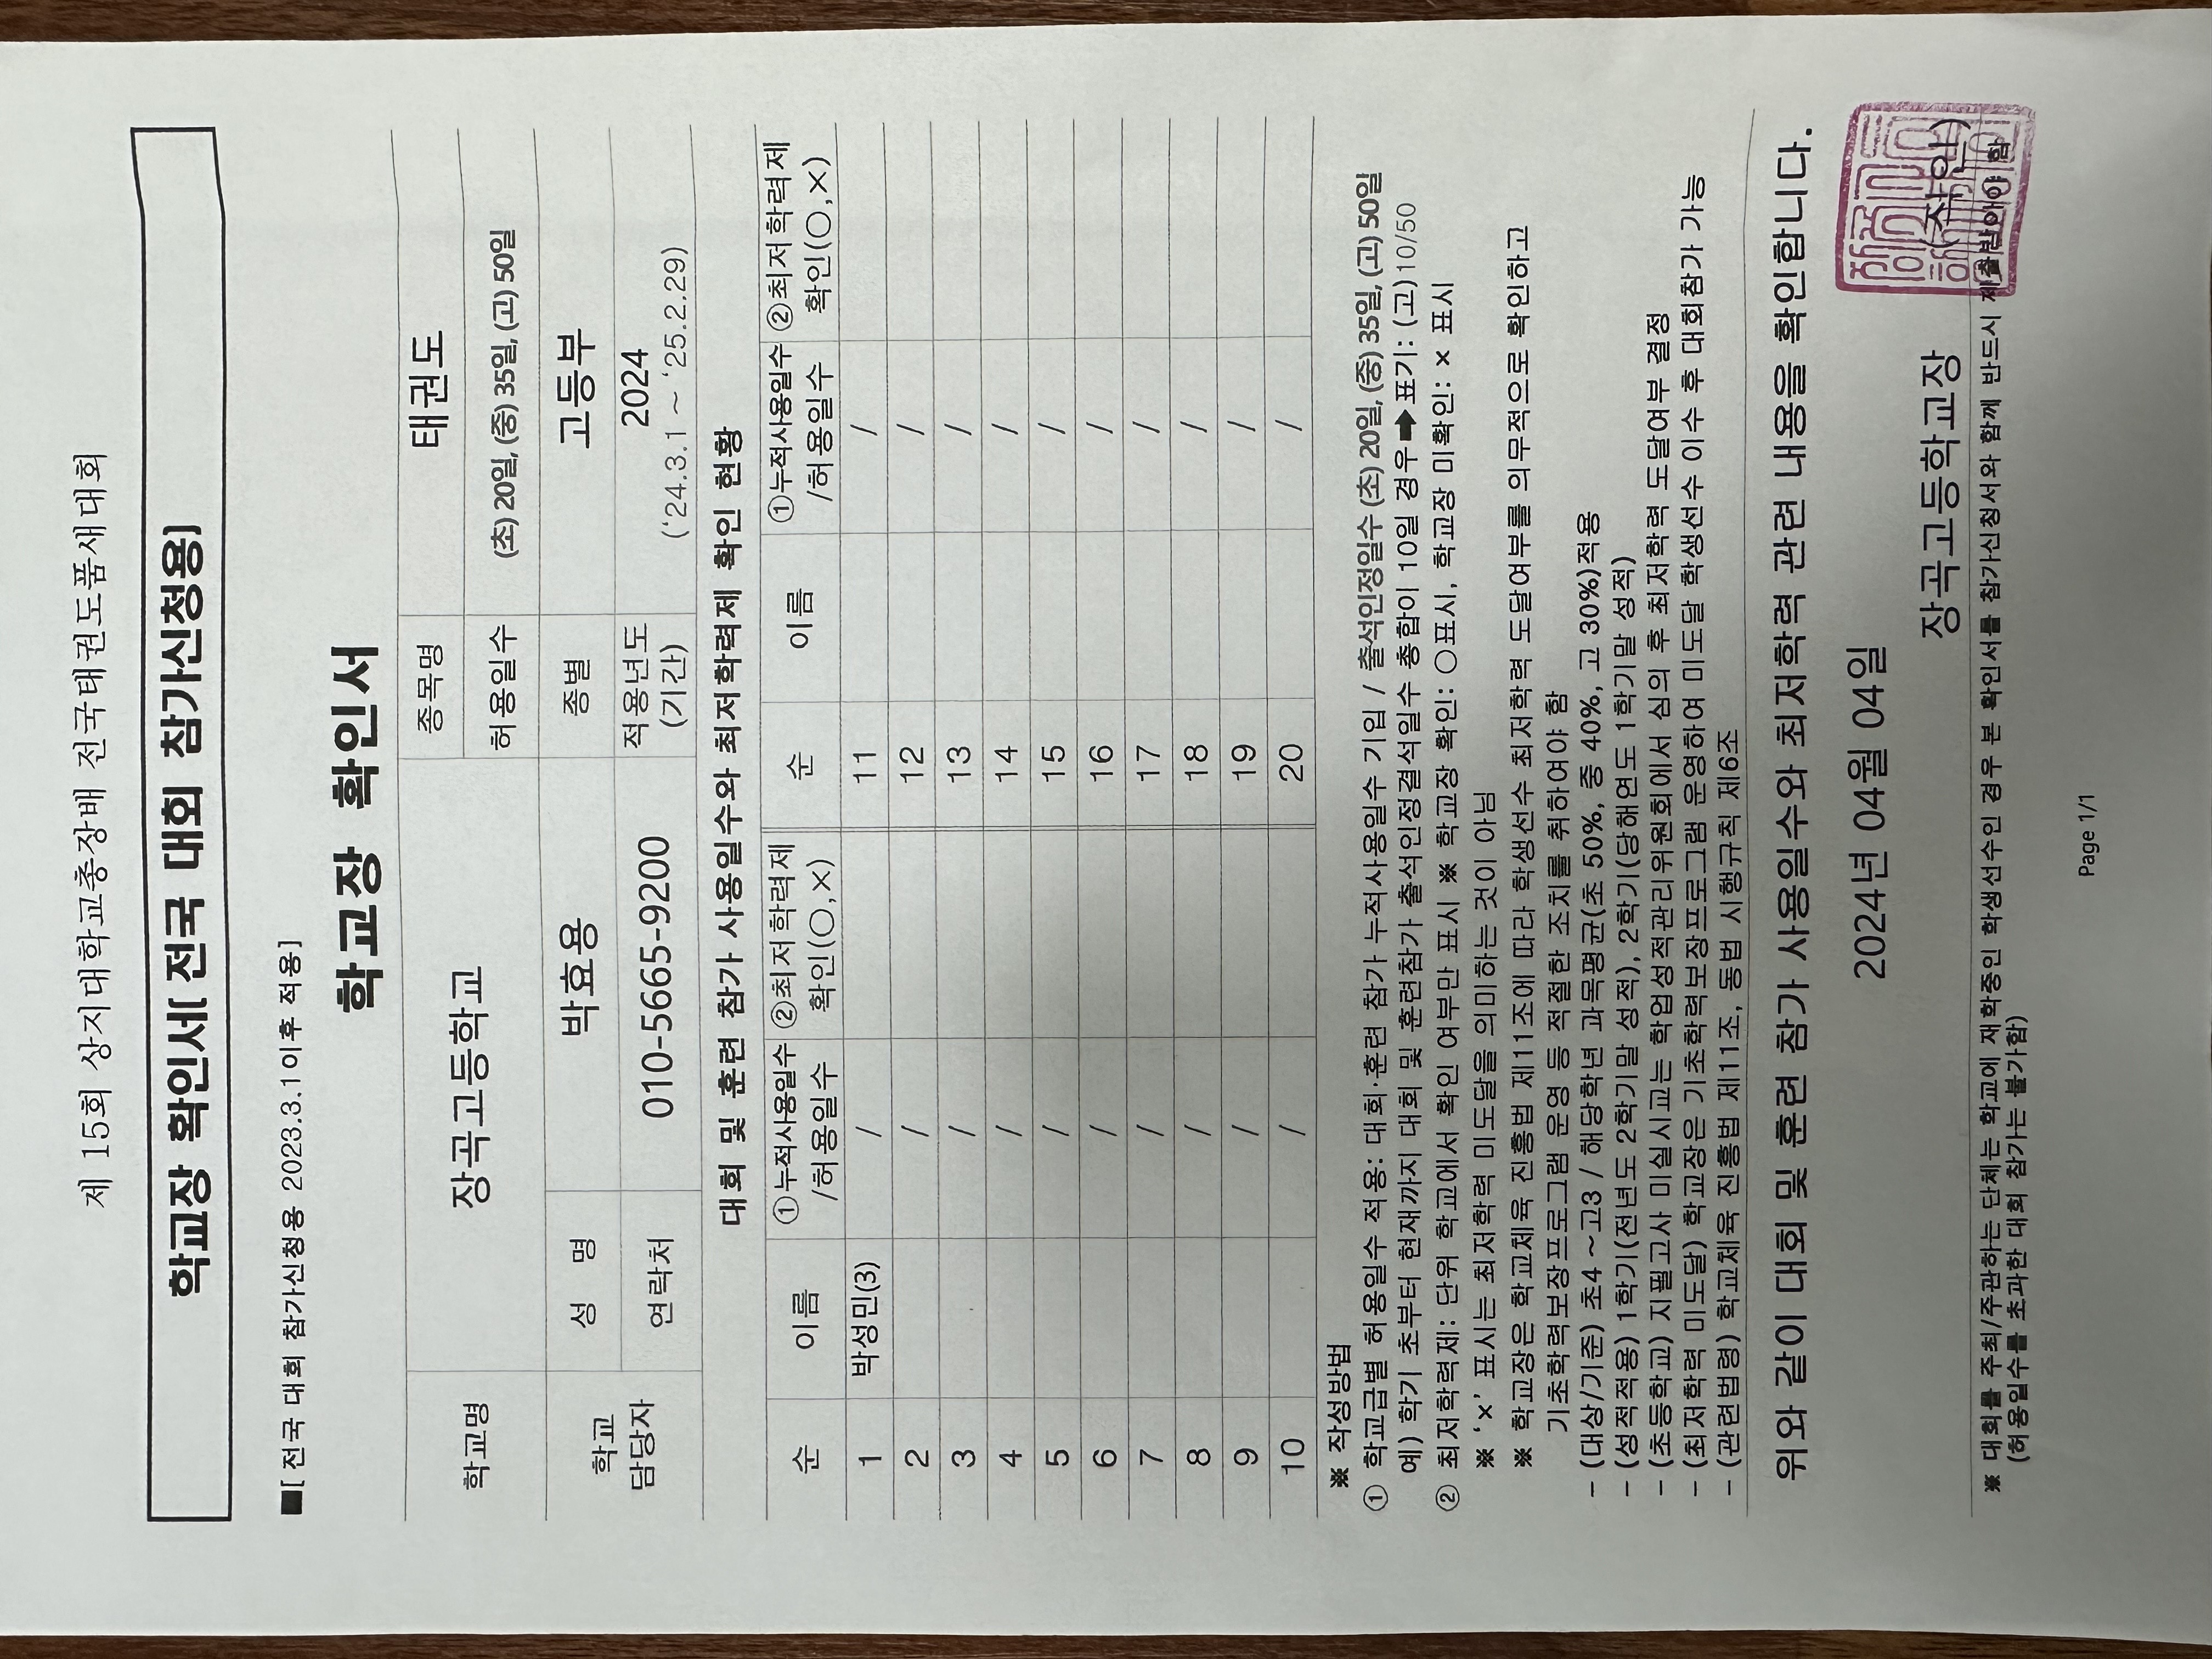 제 15회 상지대학교총장배 전국태권도품새대회
학교장 확인서[ 전국 대회 참가신청용]
■[ 전국 대회 참가신청용 2023.3.1이후 적용]
학교장 확인서
학교명 장곡고등학교 종목명 태권도
허용일수 (초) 20일, (중) 35일, (고) 50일
학교 담당자 성 명 박효용 종별 고등부
연락처 010-5665-9200 적용년도 (기간) 2024
(‘24.3.1 ~ ‘25.2.29)
대회 및 훈련 참가 사용일수와 최저학력제 확인 현황
순 이름 ①누적사용일수 /허용일수 ②최저학력제 확인(○,×) 순 이름 ①누적사용일수 /허용일수 ②최저학력제 확인(○,×)
1 박성민(3) / 11 /
2 / 12 /
3 / 13 /
4 / 14 /
5 / 15 /
6 / 16 /
7 / 17 /
8 / 18 /
9 / 19 /
10 / 20 /
※ 작성방법
① 학교급별 허용일수 적용: 대회·훈련 참가 누적사용일수 기입 / 출석인정일수 (초) 20일, (중) 35일, (고) 50일
예) 학기 초부터 현재까지 대회 및 훈련참가 출석인정결석일수 총합이 10일 경우 ➡표기: (고) 10/50
② 최저학력제: 단위 학교에서 확인 여부만 표시 ※ 학교장 확인: ○표시, 학교장 미확인: × 표시
※ ‘×’ 표시는 최저학력 미도달을 의미하는 것이 아님
※ 학교장은 학교체육 진흥법 제11조에 따라 학생선수 최저학력 도달여부를 의무적으로 확인하고
기초학력보장프로그램 운영 등 적절한 조치를 취하여야 함
- (대상/기준) 초4 ~고3 / 해당학년 과목평균(초 50%, 중 40%, 고 30%)적용
- (성적적용) 1학기(전년도 2학기말 성적), 2학기(당해연도 1학기말 성적)
- (초등학교) 지필고사 미실시교는 학업성적관리위원회에서 심의 후 최저학력 도달여부 결정
- (최저학력 미도달) 학교장은 기초학력보장프로그램 운영하여 미도달 학생선수 이수 후 대회참가 가능
- (관련법령) 학교체육 진흥법 제11조, 동법 시행규칙 제6조
위와 같이 대회 및 훈련 참가 사용일수와 최저학력 관련 내용을 확인합니다.
2024년 04월 04일
장곡고등학교장 (직인)
※ 대회를 주최/주관하는 단체는 학교에 재학중인 학생선수인 경우 본 확인서를 참가신청서와 함께 반드시 제출받아야 함
(허용일수를 초과한 대회 참가는 불가함)
Page 1/1